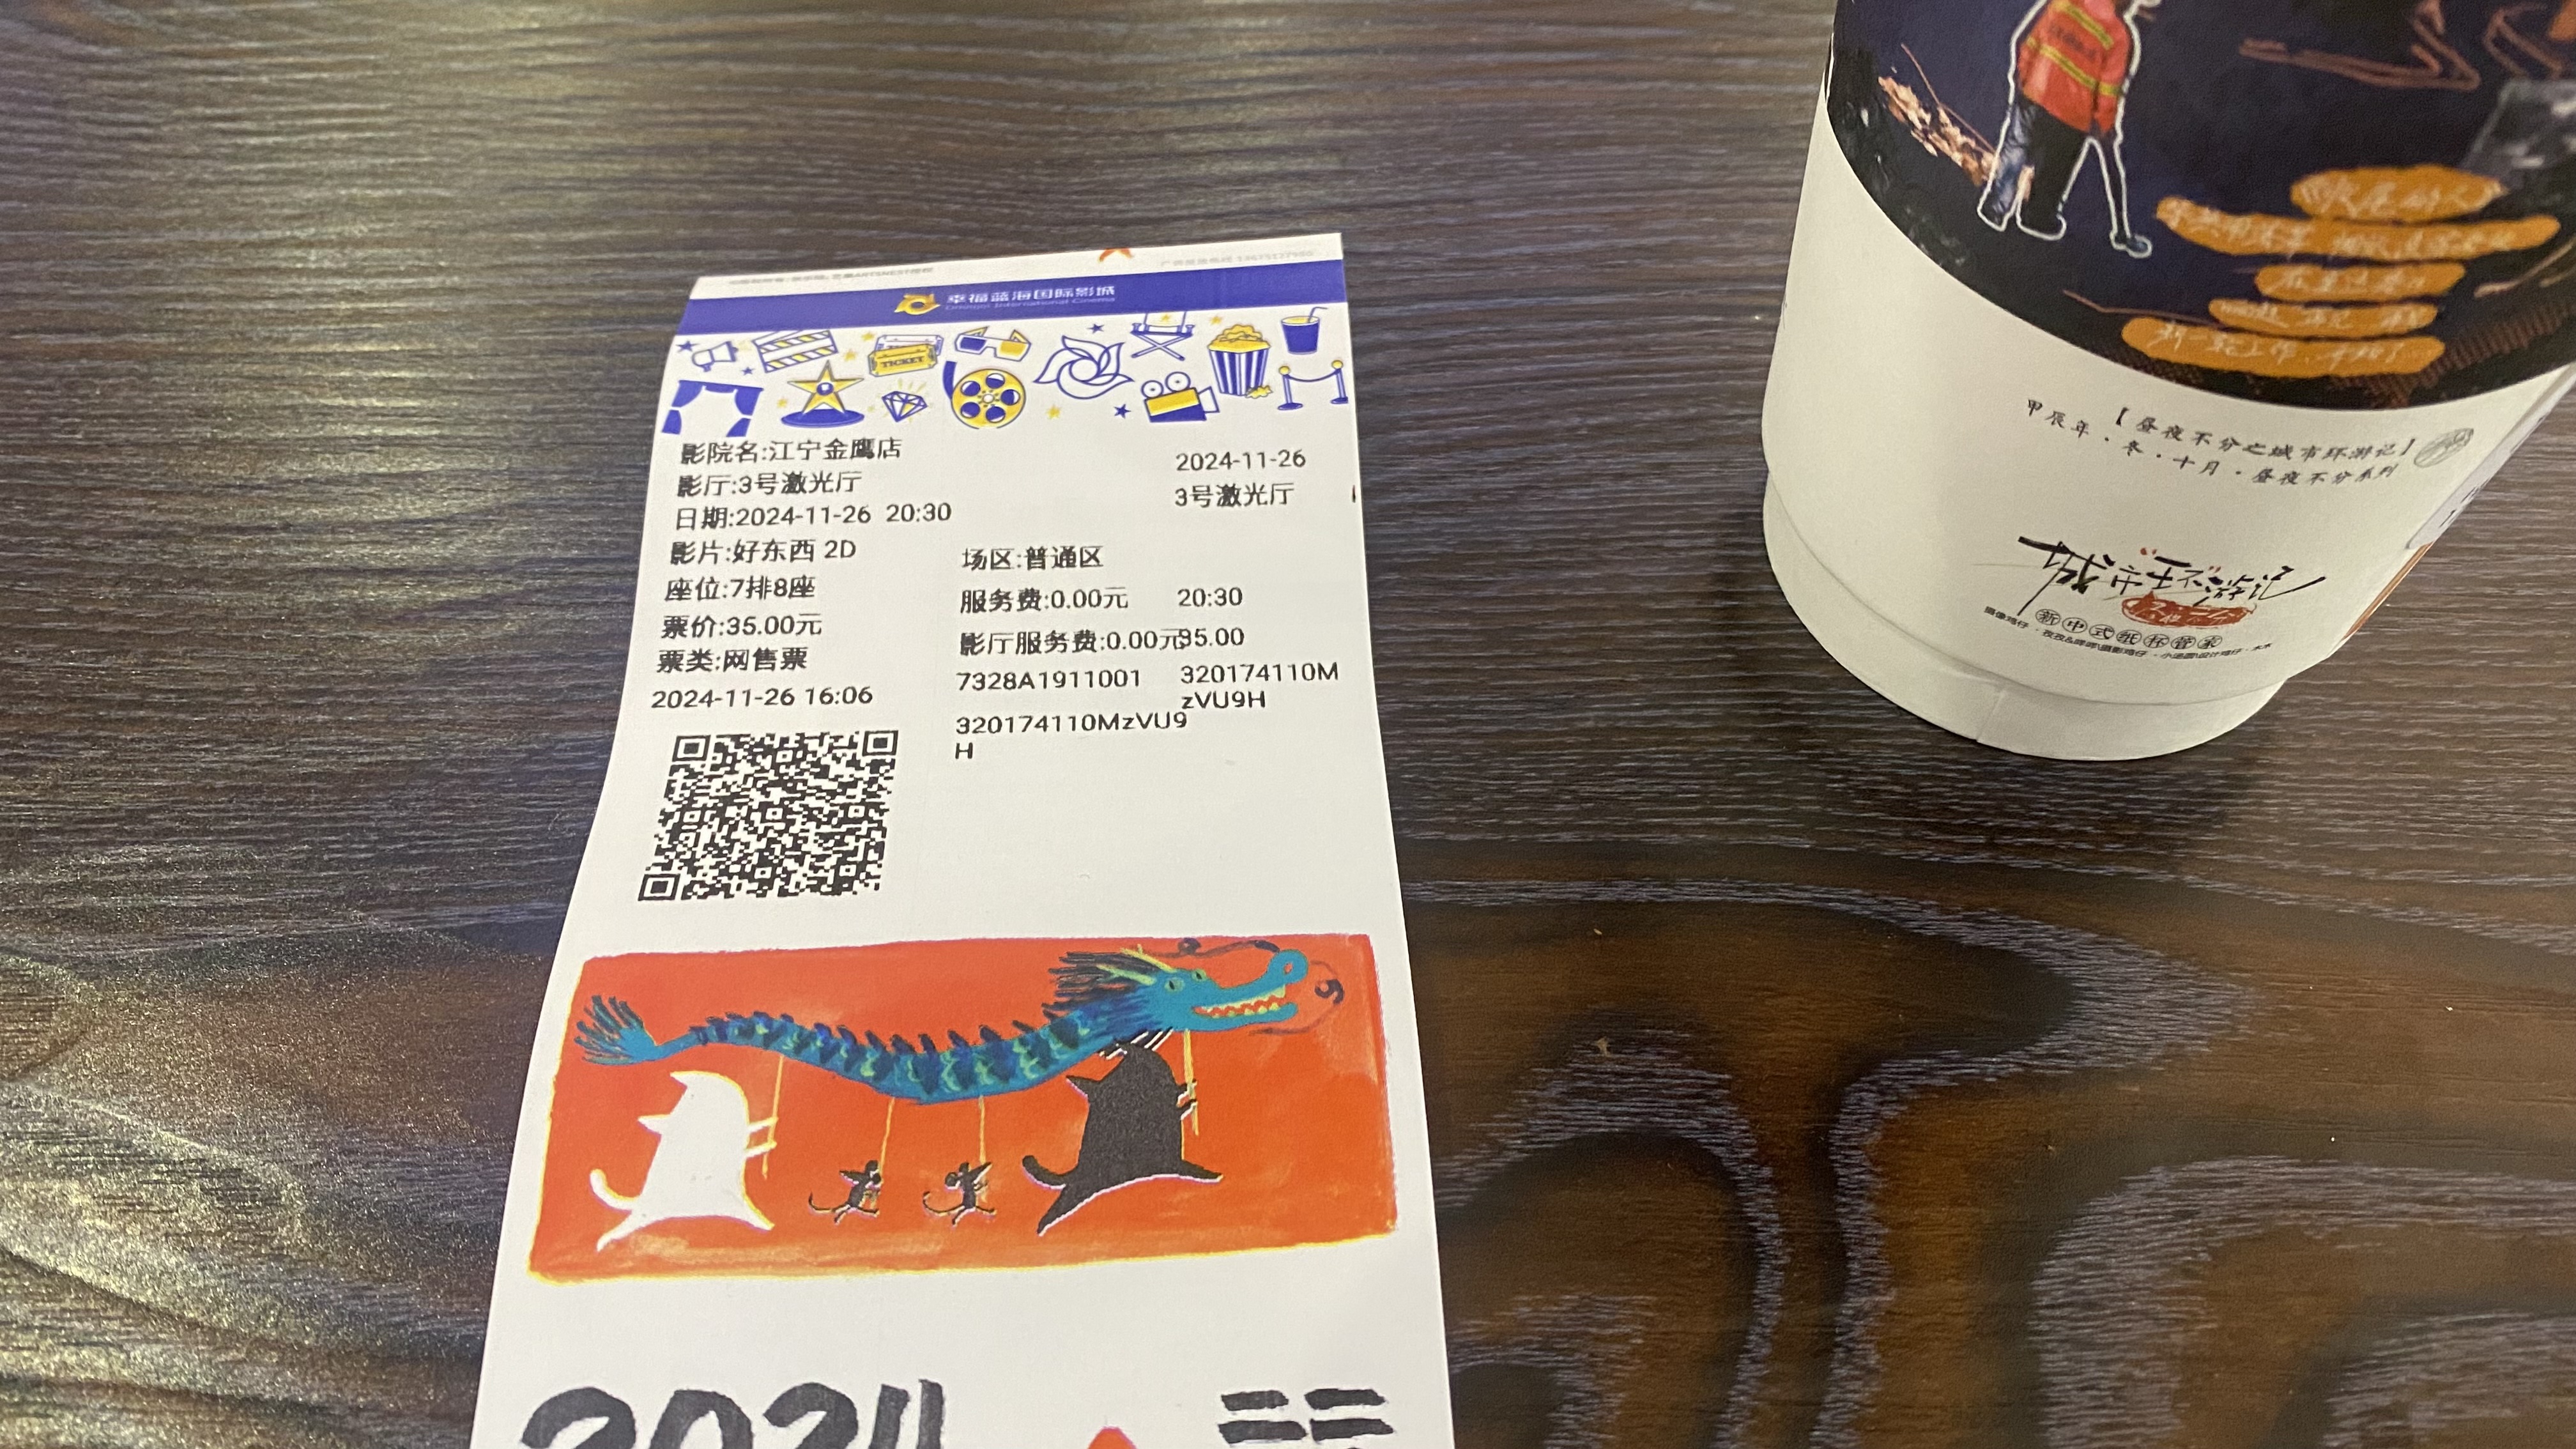 幸福蓝海国际影城
Omnijoi International Cinema
TICKET
影院名:江宁金鹰店
影厅:3号激光厅
日期:2024-11-26 20:30
影片:好东西 2D
座位:7排8座
票价:35.00元
票类:网售票
2024-11-26 16:06
场区:普通区
服务费:0.00元
影厅服务费:0.00元
7328A1911001
320174110MzVU9
H
2024-11-26
3号激光厅
20:30
35.00
320174110M
zVU9H
2024
【昼夜不分之城市环游记】
甲辰年·冬·十月·昼夜不分系列
城市环游记
新中式纸杯管家